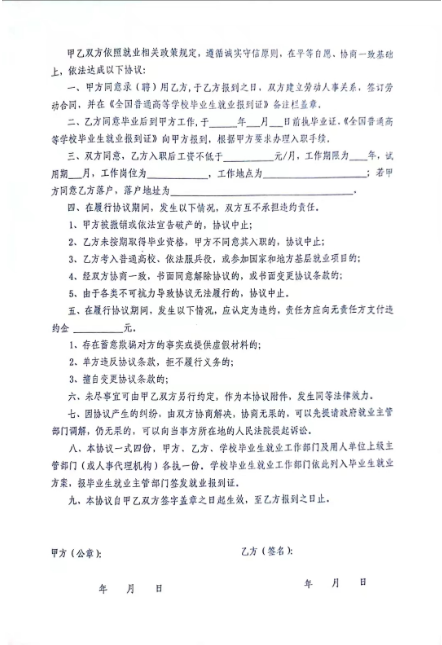 甲乙双方依照就业相关政策规定，遵循诚实守信原则，在平等自愿、协商一致基础
上，依法达成以下协议：
一、甲方同意录（聘）用乙方，于乙方报到之日，双方建立劳动人事关系，签订劳
动合同，并在《全国普通高等学校毕业生就业报到证》备注栏盖章。
二、乙方同意毕业后到甲方工作，于______年___月___日前执毕业证、《全国普通高
等学校毕业生就业报到证》向甲方报到，根据甲方要求办理入职手续。
三、双方同意，乙方入职后工资不低于__________元/月，工作期限为____年，试
用期___月，工作岗位为____________，工作地点为________________；若甲
方同意乙方落户，落户地址为____________________________________.
四、在履行协议期间，发生以下情况，双方互不承担违约责任。
1、甲方被撤销或依法宣告破产的，协议中止；
2、乙方未按期取得毕业资格，甲方不同意其入职的，协议中止；
3、乙方考入普通高校、依法服兵役，或参加国家和地方基层就业项目的；
4、经双方协商一致，书面同意解除协议的，或书面变更协议条款的；
5、由于各类不可抗力导致协议无法履行的，协议中止。
五、在履行协议期间，发生以下情况，应认定为违约，责任方应向无责任方支付违
约金 __________元.
1、存在蓄意欺骗对方的事实或提供虚假材料的；
2、单方违反协议条款，拒不履行义务的；
3、擅自变更协议条款的；
六、未尽事宜可由甲乙双方另行约定，作为本协议附件，发生同等法律效力。
七、因协议产生的纠纷，由双方协商解决，协商无果的，可以先提请政府就业主管
部门调解，仍无果的，可以向当事方所在地的人民法院提起诉讼。
八、本协议一式四份，甲方、乙方、学校毕业生就业工作部门及用人单位上级主
管部门（或人事代理机构）各执一份。学校毕业生就业工作部门依此列入毕业生就业
方案，报毕业生就业主管部门签发就业报到证。
九、本协议自甲乙双方签字盖章之日起生效，至乙方报到之日止。
甲方（公章）： 乙方（签名）：
年 月 日 年 月 日